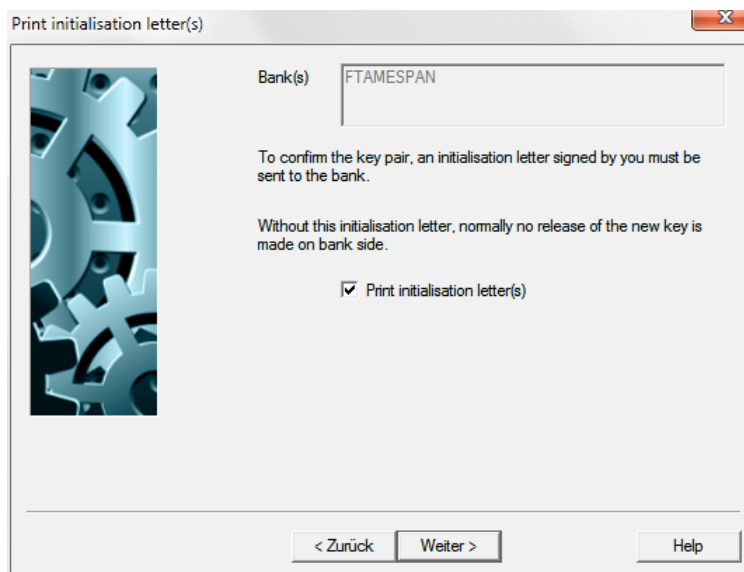 Print initialisation letter(s)
X
Bank(s)
FTAMESPAN
To confirm the key pair, an initialisation letter signed by you must be
sent to the bank.
Without this initialisation letter, normally no release of the new key is
made on bank side.
Print initialisation letter(s)
< Zurück
Weiter >
Help